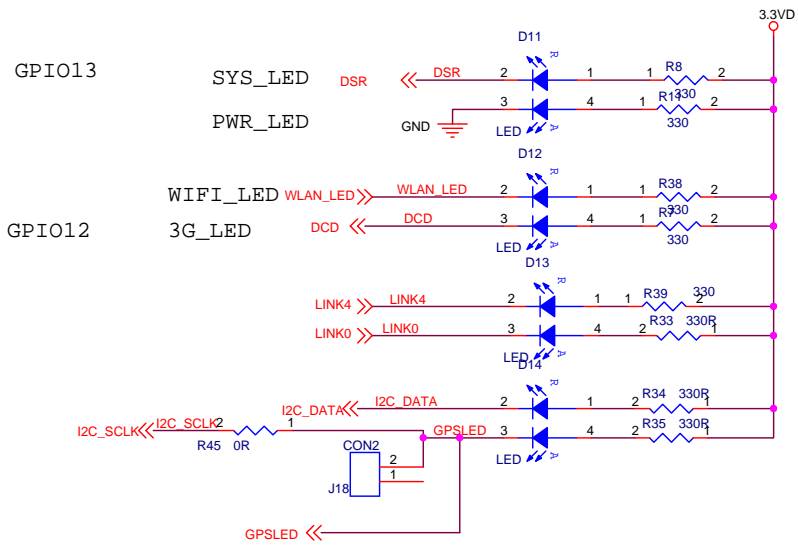 3.3VD
D11
GPIO13 SYS_LED DSR DSR 2 R 1 1 R8 2
330
PWR_LED GND 3 4 1 R11 2
LED A 330
D12
WIFI_LED WLAN_LED WLAN_LED 2 R 1 1 R38 2
330
GPIO12 3G_LED DCD DCD 3 4 1 R7 2
LED A 330
D13
R
LINK4 LINK4 2 1 1 R39 2 330
LINK0 LINK0 3 4 2 R33 330R 1
LED A
D14
R
I2C_DATA I2C_DATA 2 1 2 R34 330R 1
I2C_SCLK I2C_SCLK 2 1 GPSLED 3 4 2 R35 330R 1
R45 0R CON2 LED A
2
1
J18
GPSLED